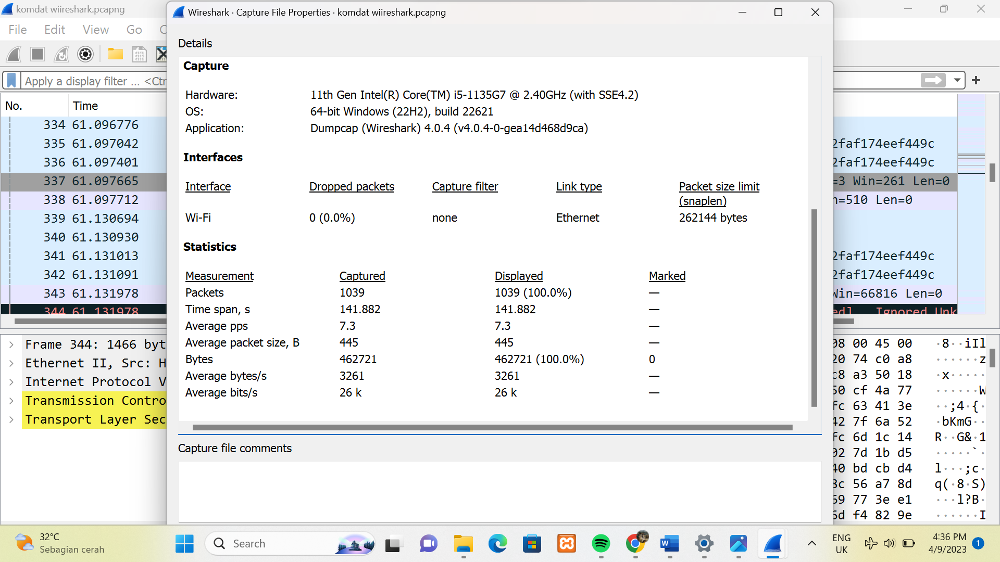 komdat wiireshark.pcapng
File Edit View Go
Apply a display filter ... <Ctr
No. Time
334 61.096776
335 61.097042
336 61.097401
337 61.097665
338 61.097712
339 61.130694
340 61.130930
341 61.131013
342 61.131091
343 61.131978
344 61.131978
Frame 344: 1466 byt
Ethernet II, Src: H
Internet Protocol V
Transmission Contro
Transport Layer Sec
Wireshark · Capture File Properties · komdat wiireshark.pcapng
Details
Capture
Hardware: 11th Gen Intel(R) Core(TM) i5-1135G7 @ 2.40GHz (with SSE4.2)
OS: 64-bit Windows (22H2), build 22621
Application: Dumpcap (Wireshark) 4.0.4 (v4.0.4-0-gea14d468d9ca)
Interfaces
Interface Dropped packets Capture filter Link type Packet size limit
(snaplen)
Wi-Fi 0 (0.0%) none Ethernet 262144 bytes
Statistics
Measurement Captured Displayed Marked
Packets 1039 1039 (100.0%) —
Time span, s 141.882 141.882 —
Average pps 7.3 7.3 —
Average packet size, B 445 445 —
Bytes 462721 462721 (100.0%) 0
Average bytes/s 3261 3261 —
Average bits/s 26 k 26 k —
Capture file comments
2faf174eef449c
2faf174eef449c
=3 Win=261 Len=0
n=510 Len=0
2faf174eef449c
2faf174eef449c
Win=66816 Len=0
ed] , Ignored Unk
08 00 45 00 ·8··iIl
20 74 c0 a8 ······z
c8 a3 50 18 ·x·····
50 cf 4a 77 ······W
fc 63 41 3e ··;4·{·
42 7f 6a 52 ·bKmG··
fc 6d 1c 14 R··G&·1
02 7d 1b d5 ·····`·
40 bd cb d4 l···;c·
8c 56 a7 8d q(·8·S)
59 77 3e e1 ···l?B·
6d f4 82 9e ······I
32°C
Sebagian cerah
Search
ENG
UK
4:36 PM
4/9/2023
1